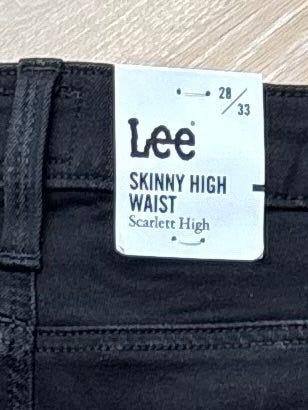 28/33
Lee
SKINNY HIGH
WAIST
Scarlett High